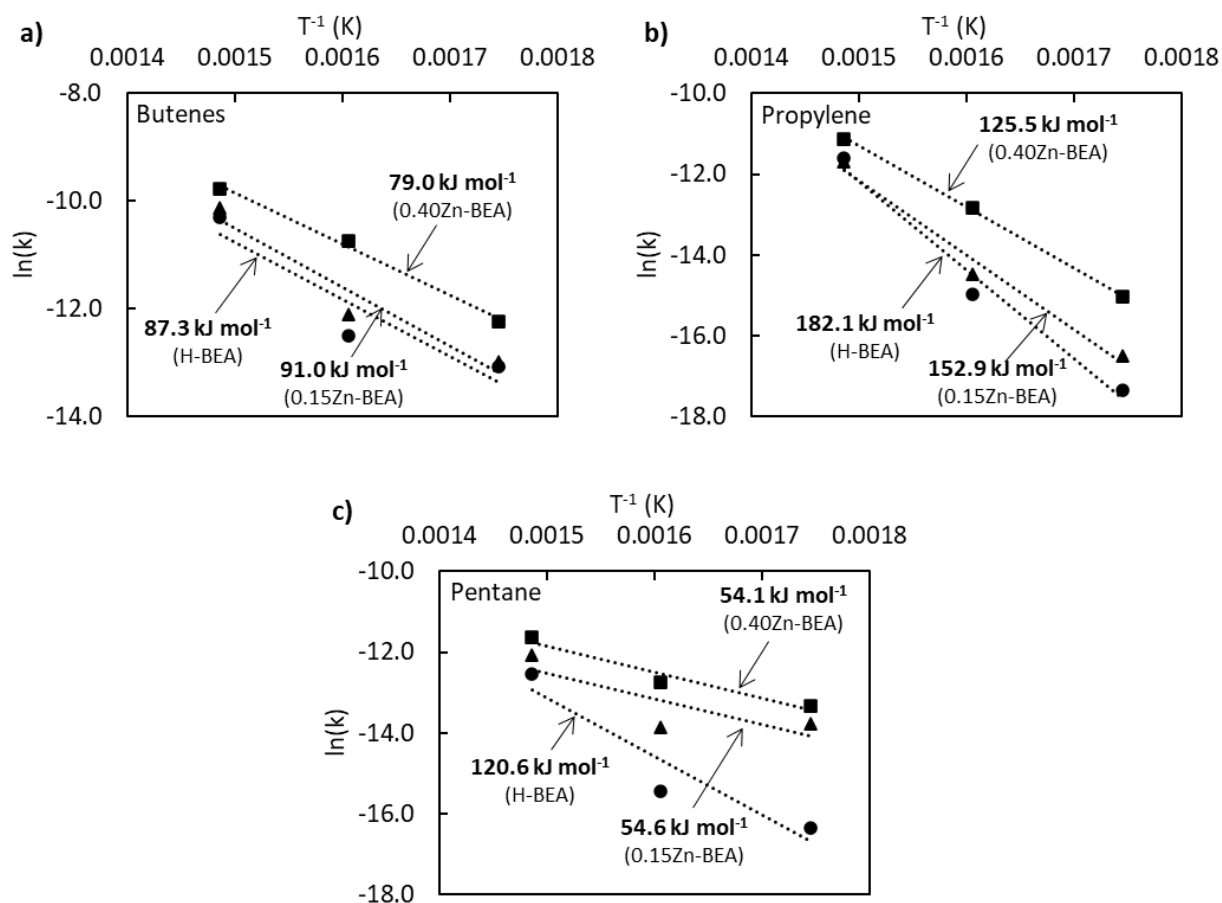 a)
T⁻¹ (K)
0.0014 0.0015 0.0016 0.0017 0.0018
-8.0
-10.0
-12.0
-14.0
ln(k)
Butenes
79.0 kJ mol⁻¹
(0.40Zn-BEA)
87.3 kJ mol⁻¹
(H-BEA)
91.0 kJ mol⁻¹
(0.15Zn-BEA)
b)
T⁻¹ (K)
0.0014 0.0015 0.0016 0.0017 0.0018
-10.0
-12.0
-14.0
-16.0
-18.0
ln(k)
Propylene
125.5 kJ mol⁻¹
(0.40Zn-BEA)
182.1 kJ mol⁻¹
(H-BEA)
152.9 kJ mol⁻¹
(0.15Zn-BEA)
c)
T⁻¹ (K)
0.0014 0.0015 0.0016 0.0017 0.0018
-10.0
-12.0
-14.0
-16.0
-18.0
ln(k)
Pentane
54.1 kJ mol⁻¹
(0.40Zn-BEA)
120.6 kJ mol⁻¹
(H-BEA)
54.6 kJ mol⁻¹
(0.15Zn-BEA)